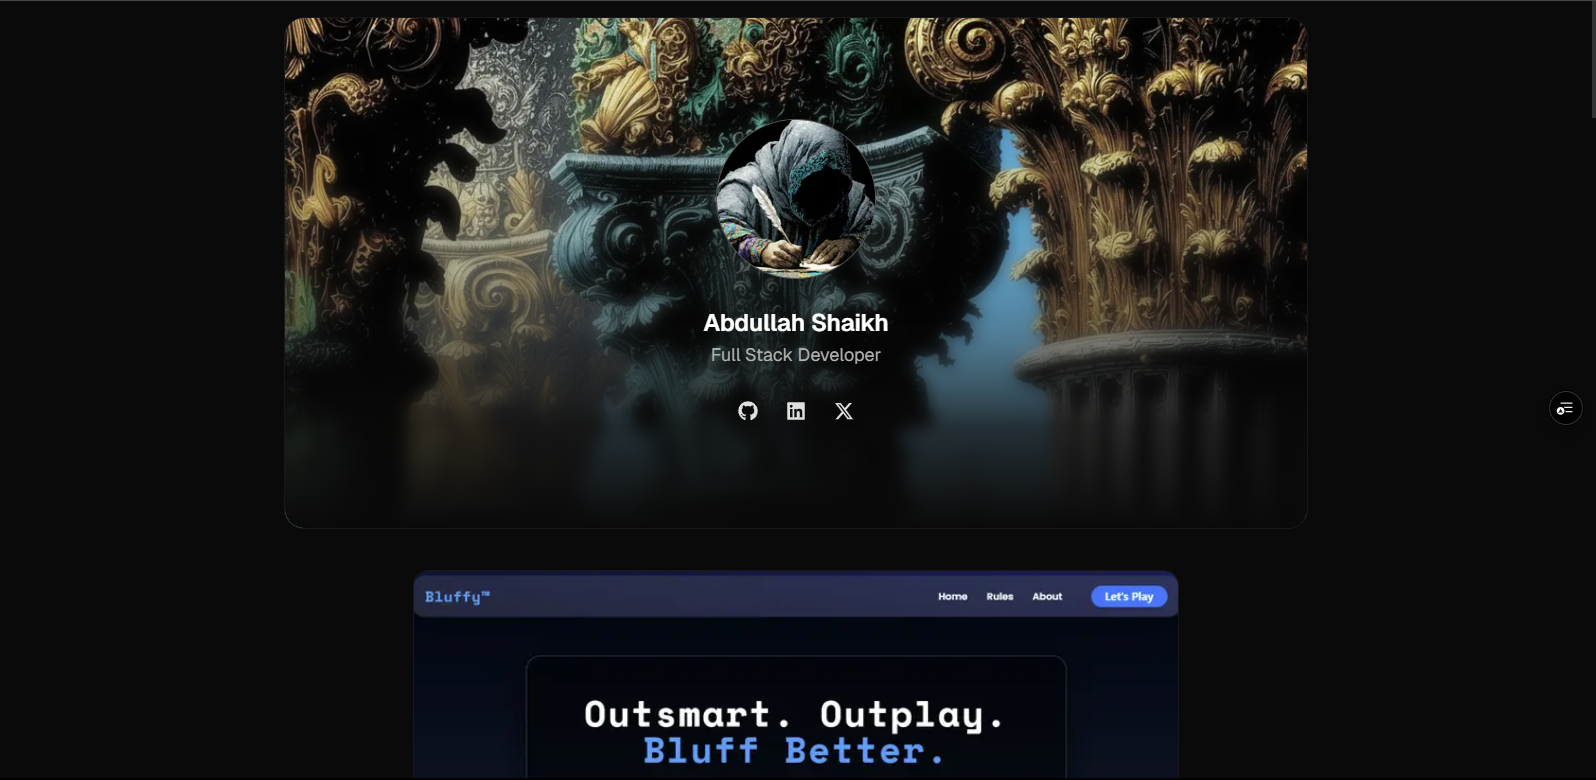 Abdullah Shaikh
Full Stack Developer
Bluffy™
Home Rules About Let's Play
Outsmart. Outplay.
Bluff Better.